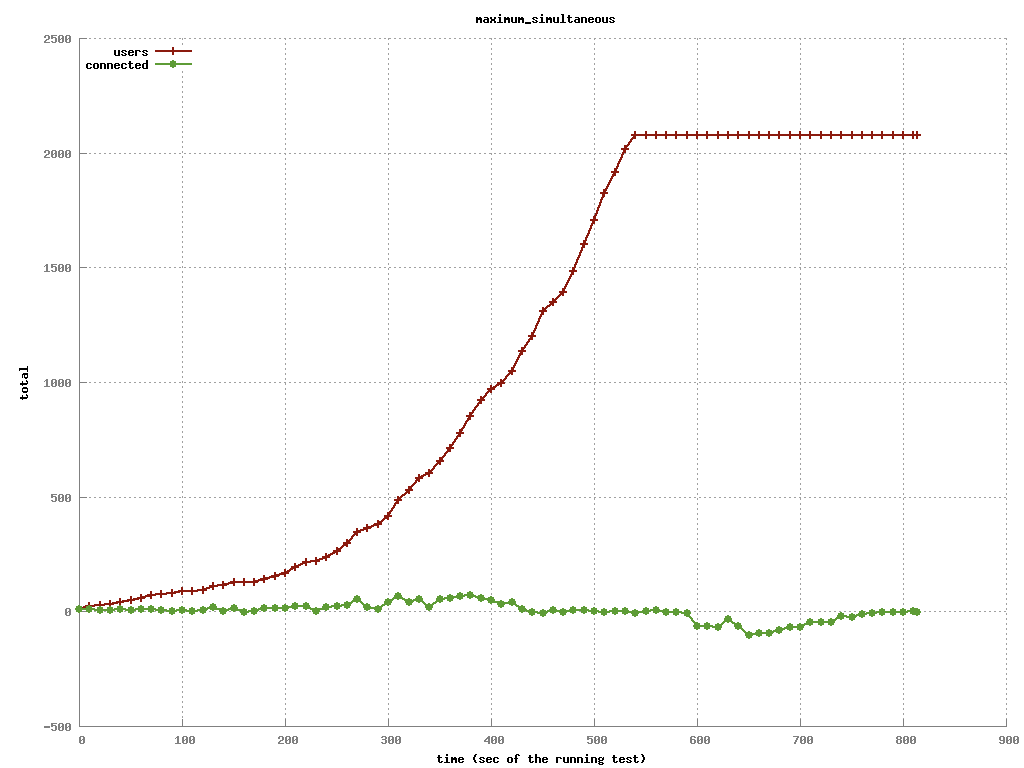 maximum_simultaneous
2500
users
connected
2000
1500
1000
total
500
0
-500
0 100 200 300 400 500 600 700 800 900
time (sec of the running test)